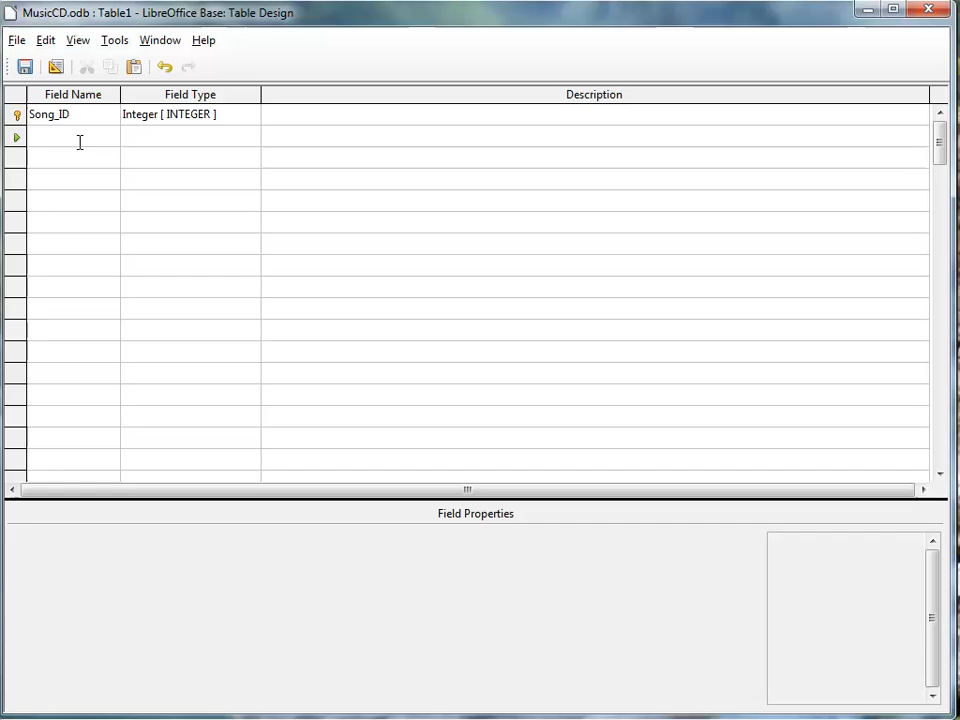 MusicCD.odb : Table1 - LibreOffice Base: Table Design
File Edit View Tools Window Help
Field Name Field Type Description
Song_ID Integer [ INTEGER ]
Field Properties